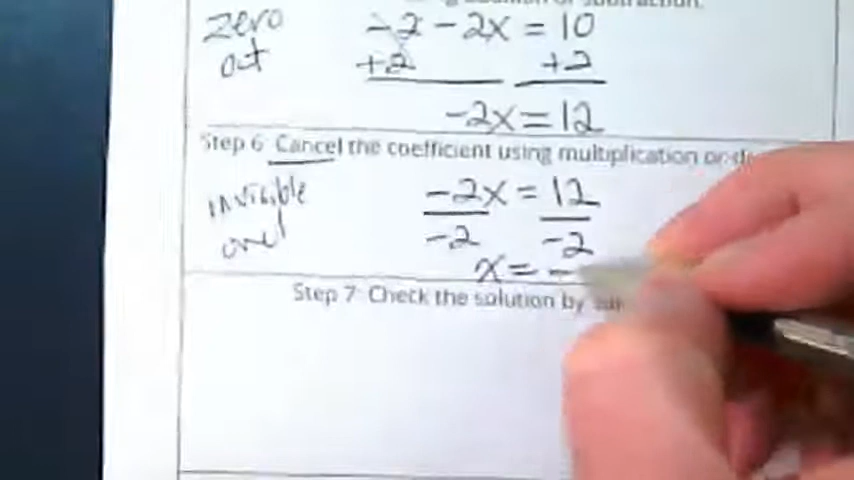 subtraction.
zero -2 - 2x = 10
out +2 +2
-2x = 12
Step 6 Cancel the coefficient using multiplication or
invisible -2x = 12
one! -2 -2
x = -
Step 7: Check the solution by